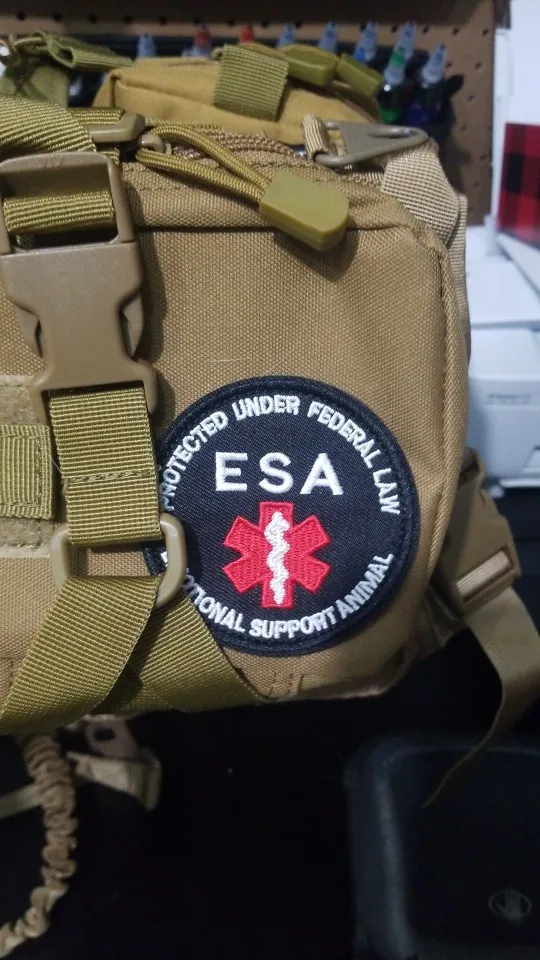 PROTECTED UNDER FEDERAL LAW
ESA
SUPPORT ANIMAL